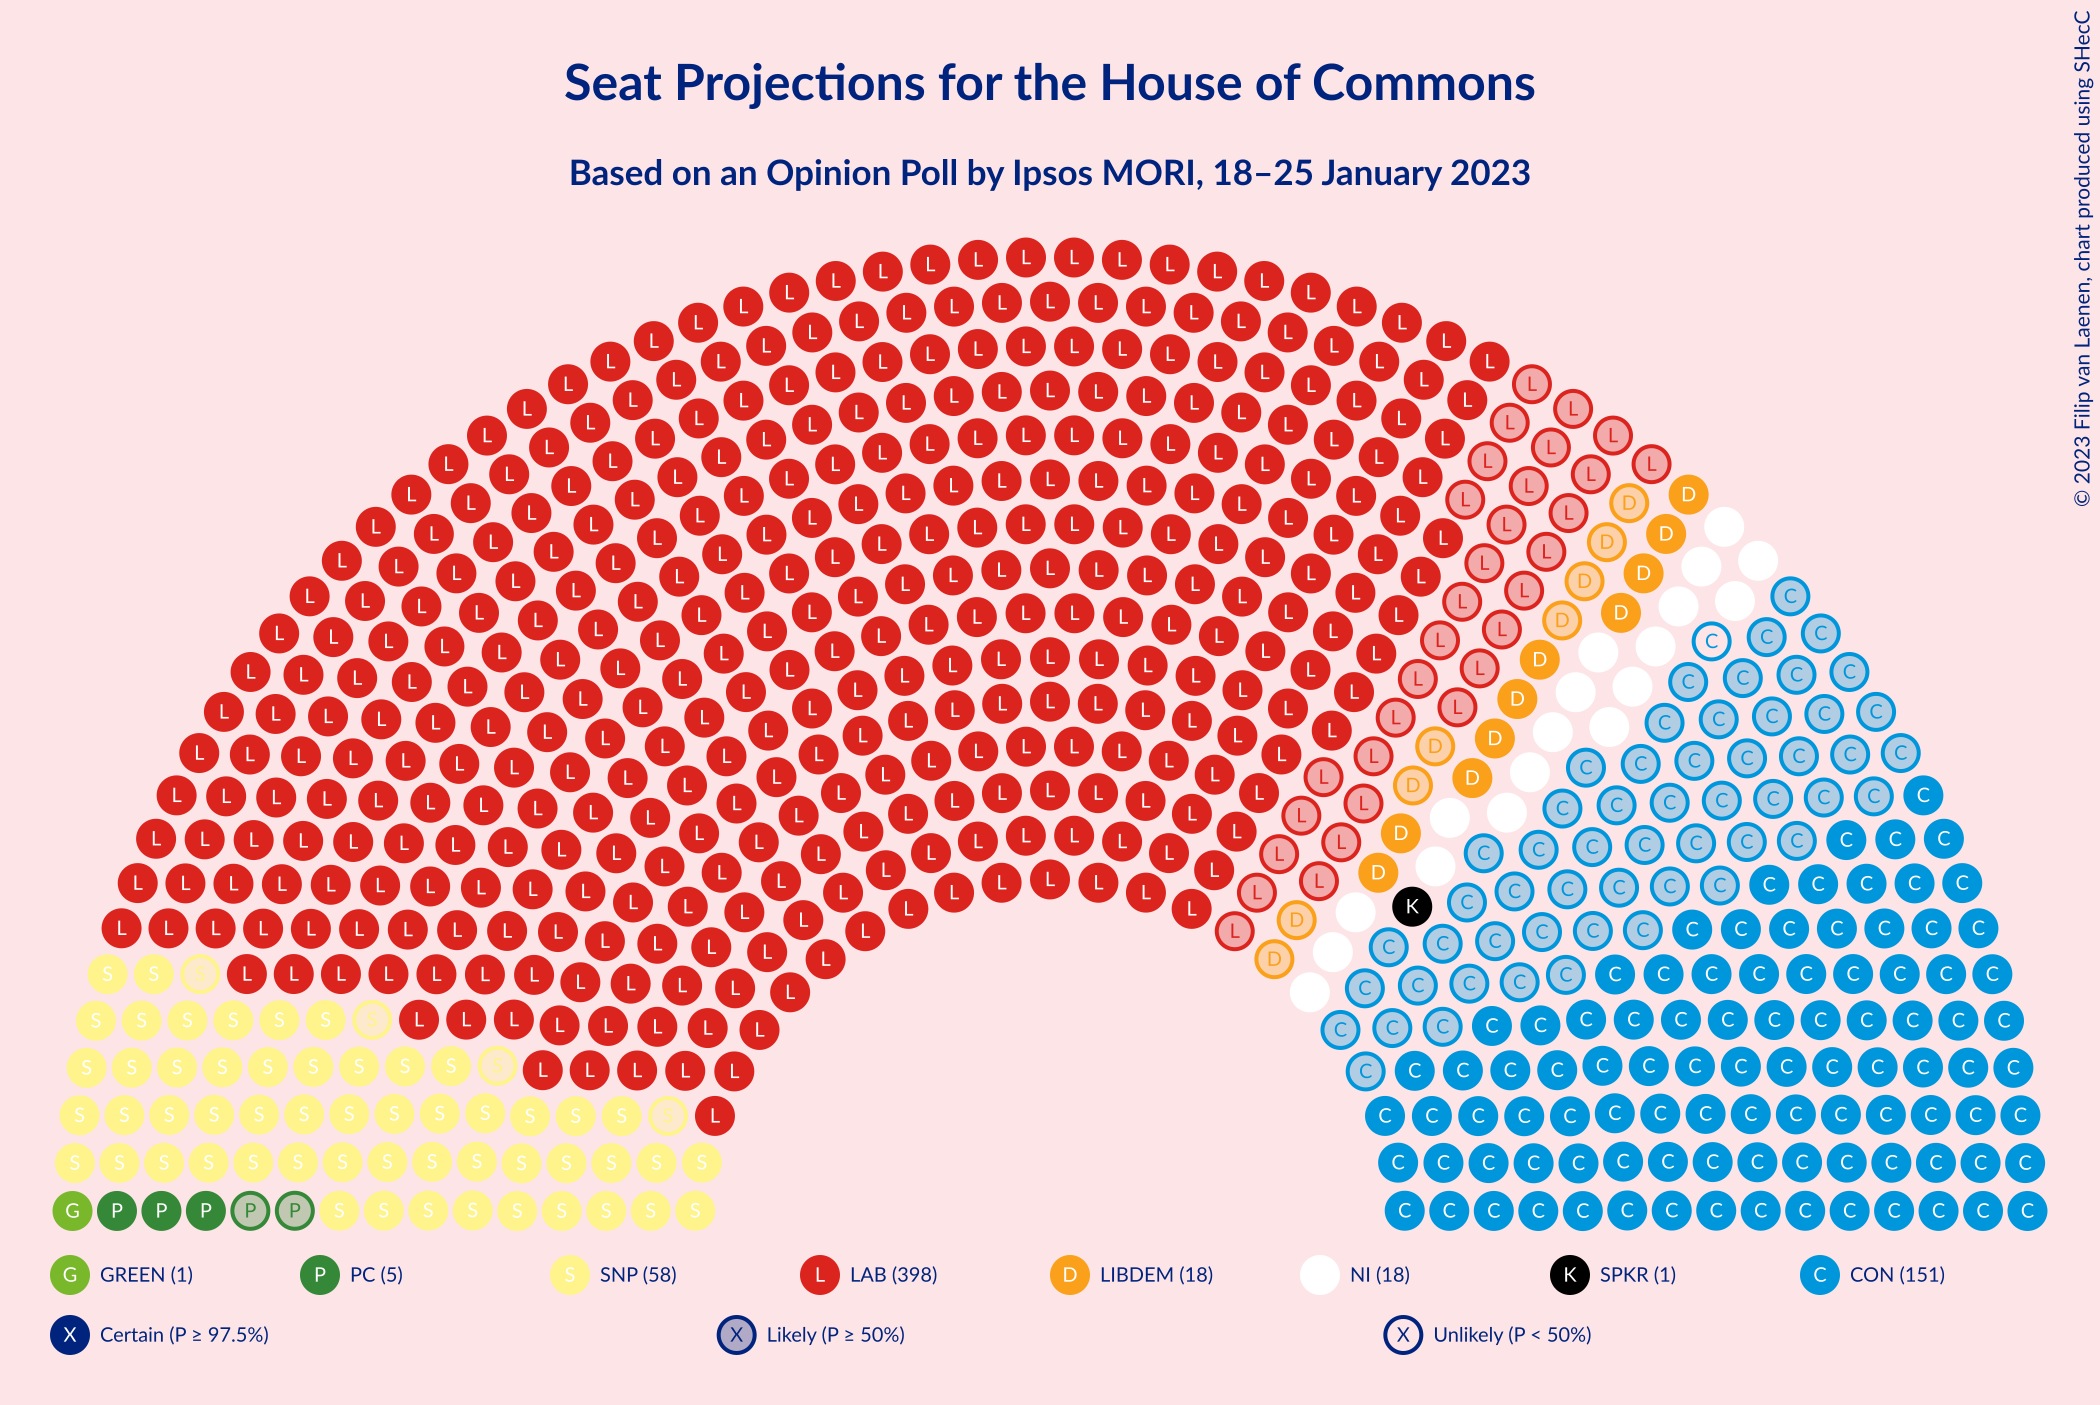 Seat Projections for the House of Commons
Based on an Opinion Poll by Ipsos MORI, 18–25 January 2023
© 2023 Filip van Laenen, chart produced using SHecC
G GREEN (1)
P PC (5)
S SNP (58)
L LAB (398)
D LIBDEM (18)
NI (18)
K SPKR (1)
C CON (151)
X Certain (P ≥ 97.5%)
X Likely (P ≥ 50%)
X Unlikely (P < 50%)